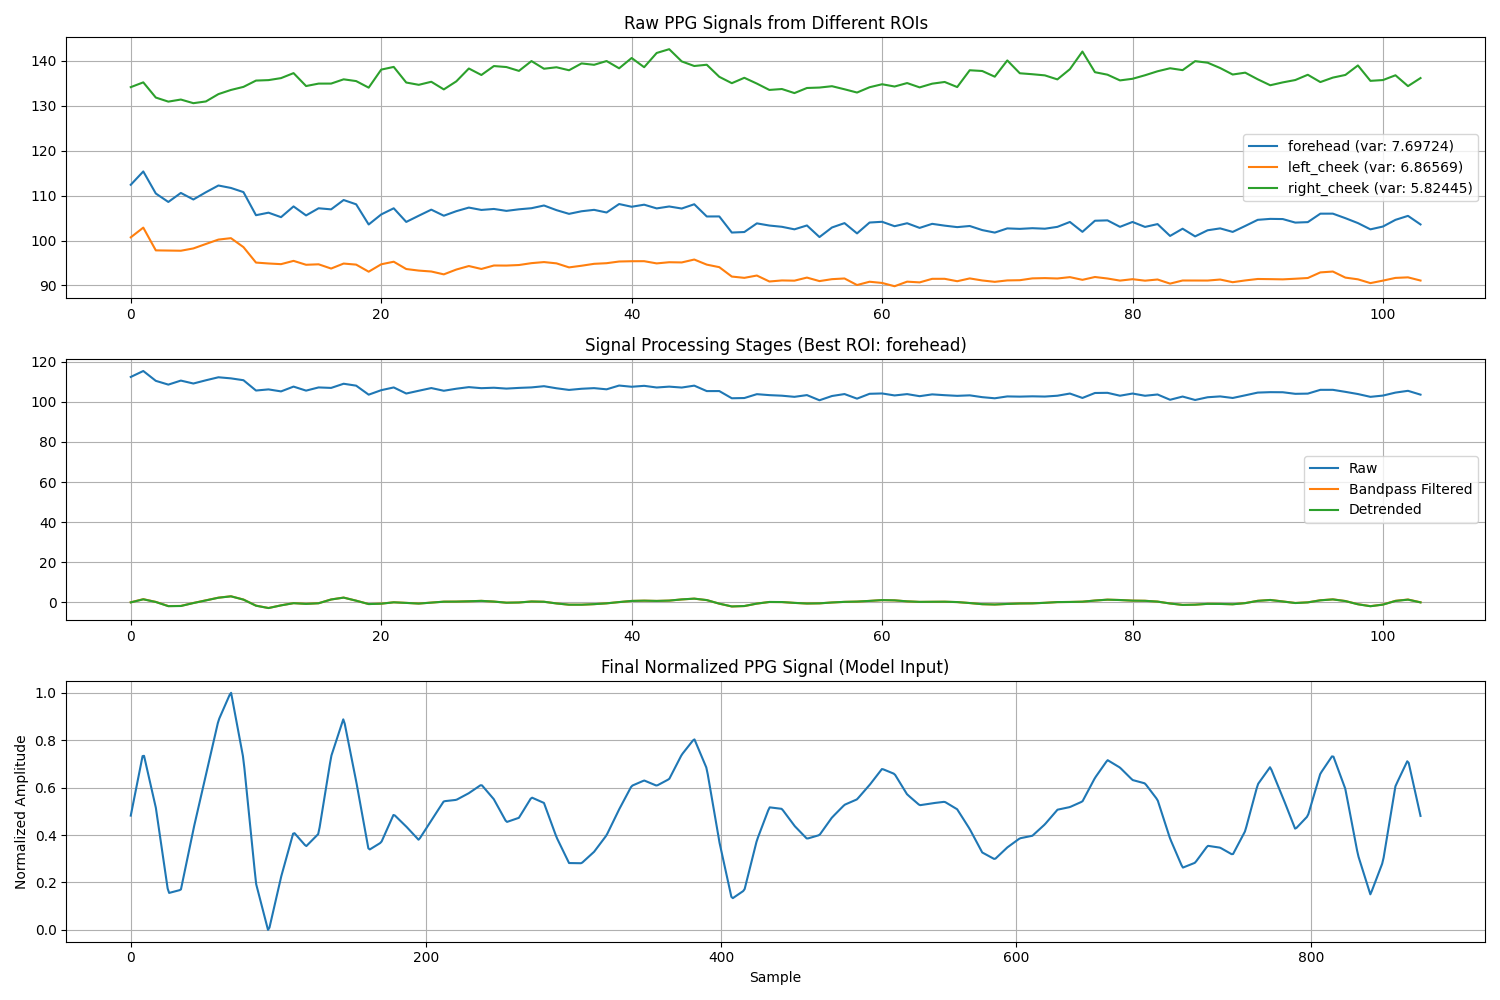 Raw PPG Signals from Different ROIs
140
130
120
110
100
90
forehead (var: 7.69724)
left_cheek (var: 6.86569)
right_cheek (var: 5.82445)
0 20 40 60 80 100
Signal Processing Stages (Best ROI: forehead)
120
100
80
60
40
20
0
Raw
Bandpass Filtered
Detrended
0 20 40 60 80 100
Final Normalized PPG Signal (Model Input)
Normalized Amplitude
1.0
0.8
0.6
0.4
0.2
0.0
0 200 400 600 800
Sample